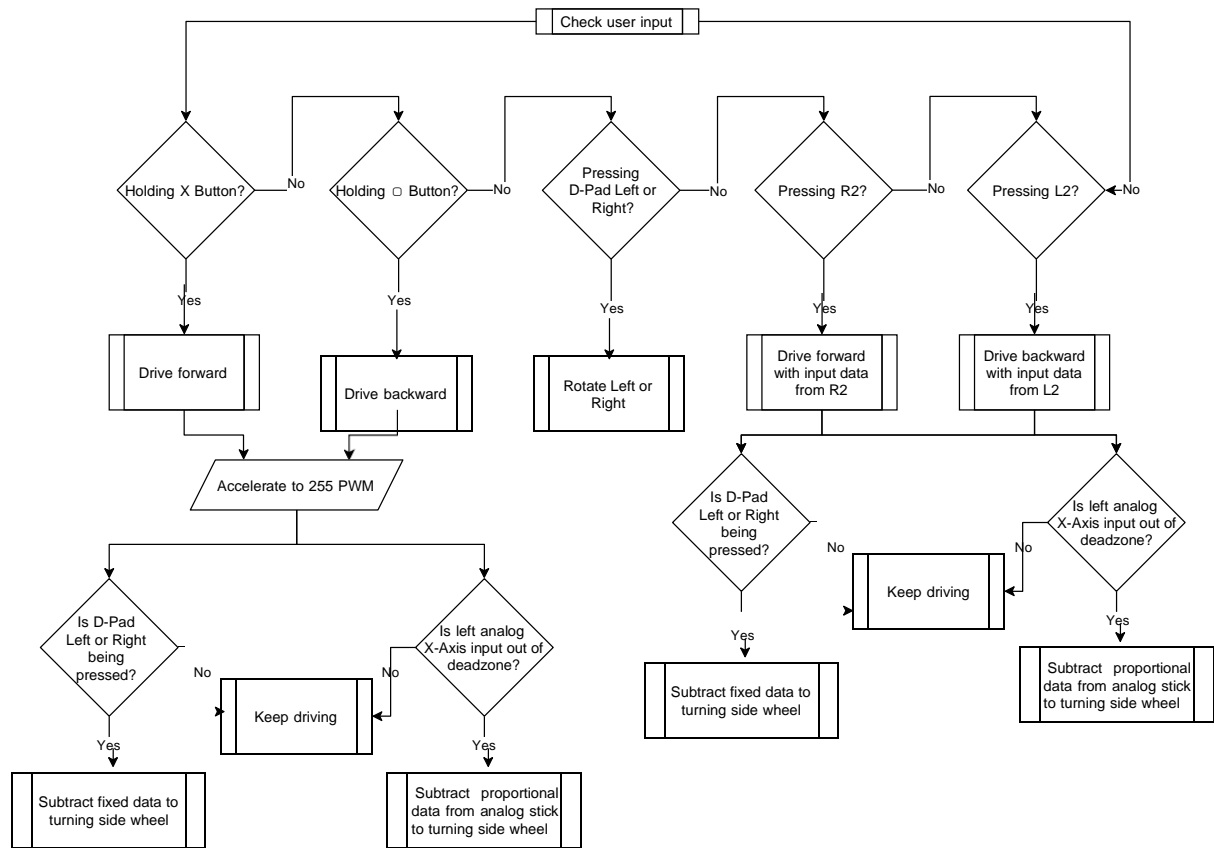 Check user input
Holding X Button?
No
Holding ▢ Button?
No
Pressing
D-Pad Left or
Right?
No
Pressing R2?
No
Pressing L2?
No
Yes
Yes
Yes
Yes
Yes
Drive forward
Drive backward
Rotate Left or
Right
Drive forward
with input data
from R2
Drive backward
with input data
from L2
Accelerate to 255 PWM
Is D-Pad
Left or Right
being
pressed?
No
Keep driving
No
Is left analog
X-Axis input out of
deadzone?
Yes
Yes
Subtract fixed data to
turning side wheel
Subtract proportional
data from analog stick
to turning side wheel
Is D-Pad
Left or Right
being
pressed?
No
Keep driving
No
Is left analog
X-Axis input out of
deadzone?
Yes
Yes
Subtract fixed data to
turning side wheel
Subtract proportional
data from analog stick
to turning side wheel